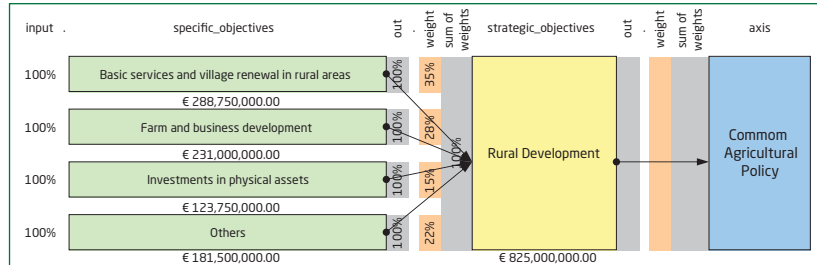 input . specific_objectives out . weight sum of weights strategic_objectives out . weight sum of weights axis
100% Basic services and village renewal in rural areas 100% 35%
€ 288,750,000.00
100% Farm and business development 100% 28%
€ 231,000,000.00
100% Rural Development
Commom
Agricultural
Policy
100% Investments in physical assets 100% 15%
€ 123,750,000.00
100% Others 100% 22%
€ 181,500,000.00 € 825,000,000.00